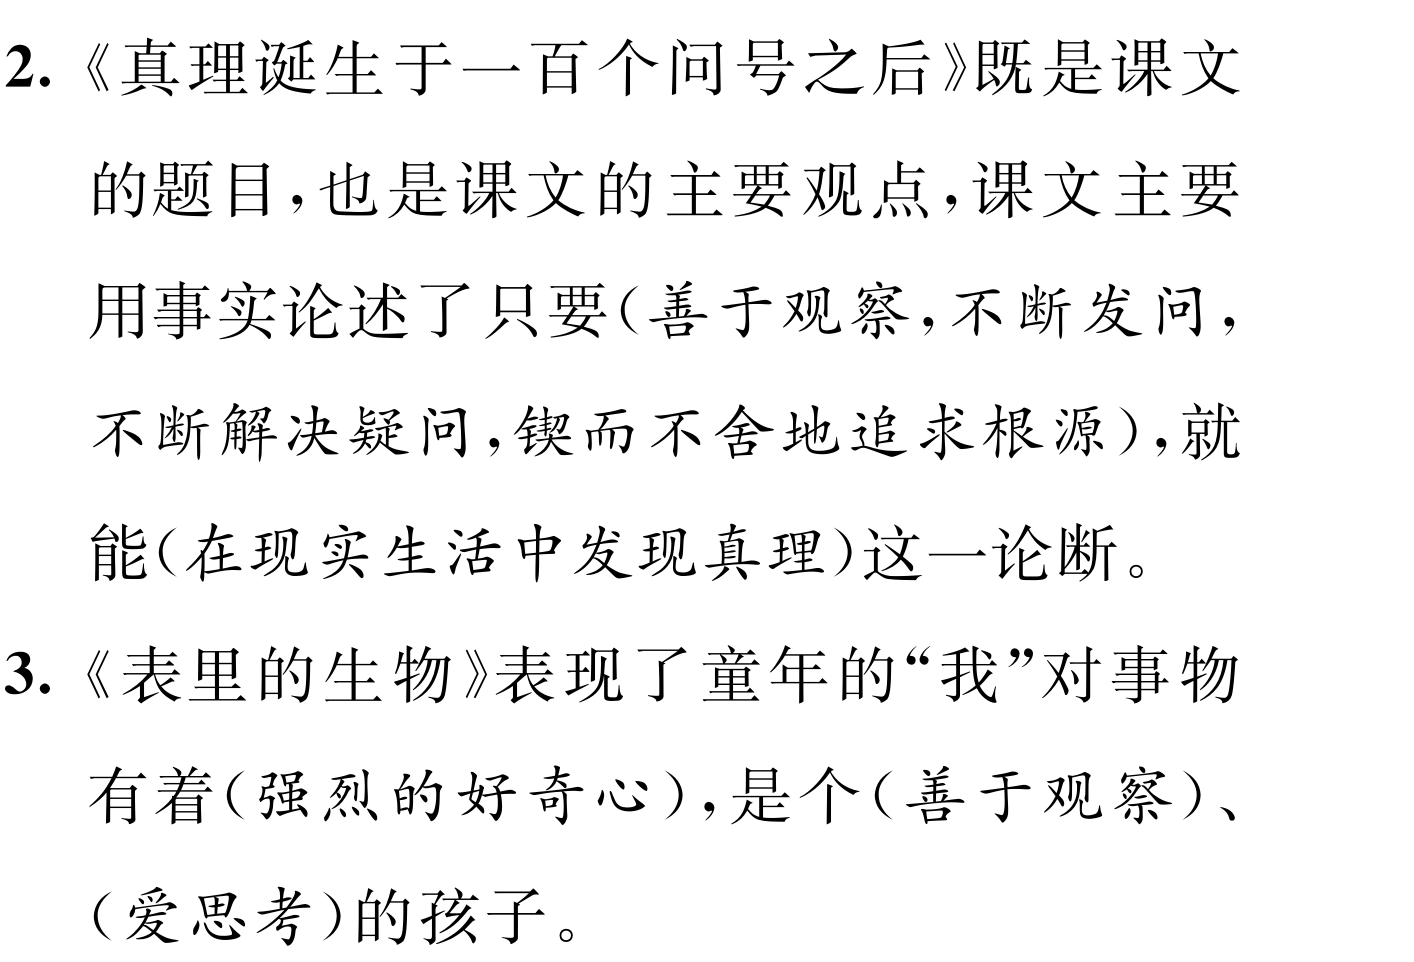 2. 《真理诞生于一百个问号之后》既是课文
的题目,也是课文的主要观点,课文主要
用事实论述了只要(善于观察,不断发问,
不断解决疑问,锲而不舍地追求根源),就
能(在现实生活中发现真理)这一论断。
3. 《表里的生物》表现了童年的“我”对事物
有着(强烈的好奇心),是个(善于观察)、
(爱思考)的孩子。